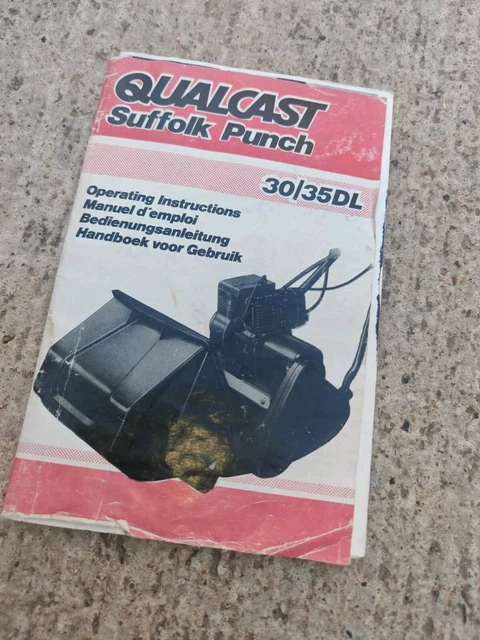 QUALCAST
Suffolk Punch
30/35DL
Operating Instructions
Manuel d'emploi
Bedienungsanleitung
Handboek voor Gebruik